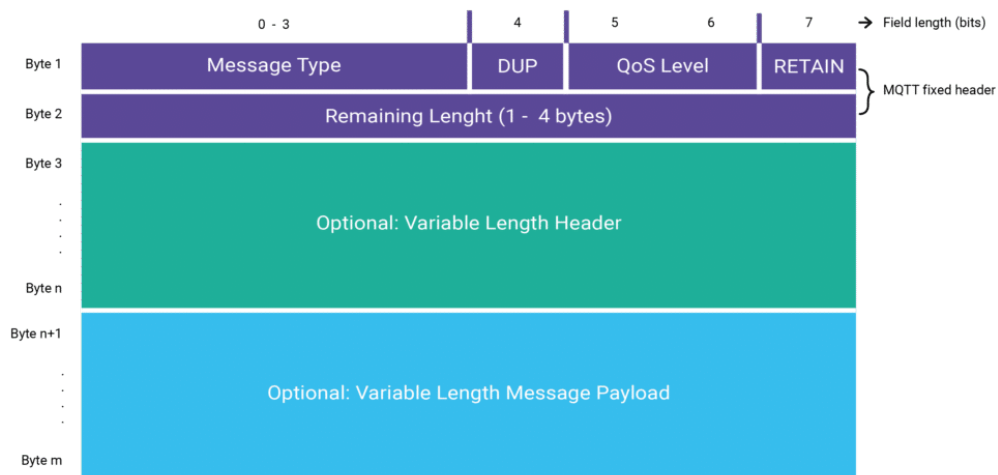 0 - 3 4 5 6 7 → Field length (bits)
Byte 1 Message Type DUP QoS Level RETAIN
MQTT fixed header
Byte 2 Remaining Lenght (1 - 4 bytes)
Byte 3
.
.
.
.
Optional: Variable Length Header
Byte n
Byte n+1
.
.
.
.
Optional: Variable Length Message Payload
Byte m